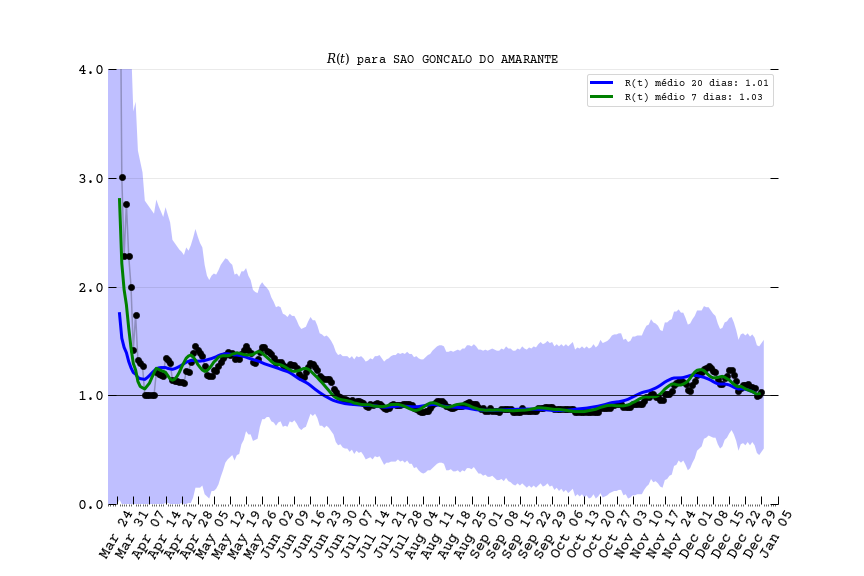 R(t) para SAO GONCALO DO AMARANTE
R(t) médio 20 dias: 1.01
R(t) médio 7 dias: 1.03
4.0
3.0
2.0
1.0
0.0
Mar 24
Mar 31
Apr 07
Apr 14
Apr 21
Apr 28
May 05
May 12
May 19
May 26
Jun 02
Jun 09
Jun 16
Jun 23
Jun 30
Jul 07
Jul 14
Jul 21
Jul 28
Aug 04
Aug 11
Aug 18
Aug 25
Sep 01
Sep 08
Sep 15
Sep 22
Sep 29
Oct 06
Oct 13
Oct 20
Oct 27
Nov 03
Nov 10
Nov 17
Nov 24
Dec 01
Dec 08
Dec 15
Dec 22
Dec 29
Jan 05